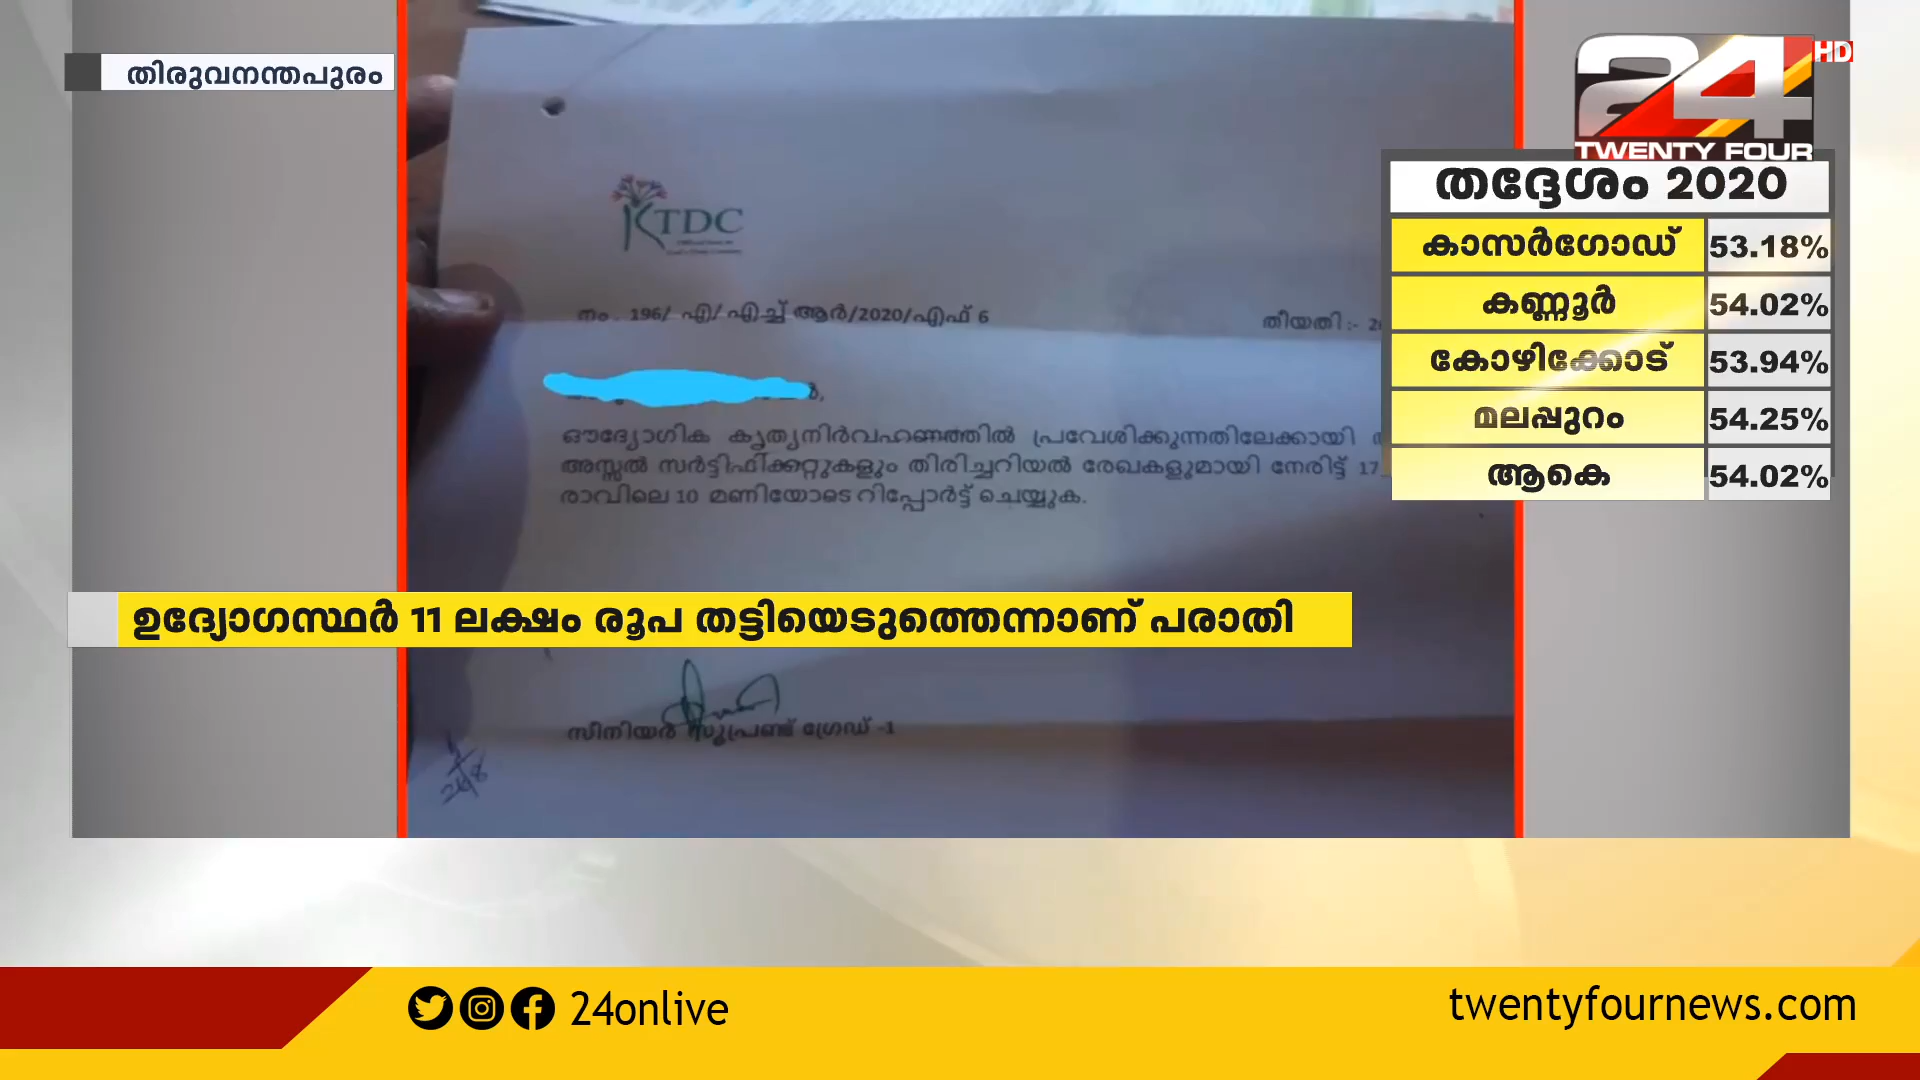 തിരുവനന്തപുരം
24 HD
TWENTY FOUR
തദ്ദേശം 2020
കാസർഗോഡ് 53.18%
കണ്ണൂർ 54.02%
കോഴിക്കോട് 53.94%
മലപ്പുറം 54.25%
ആകെ 54.02%
KTDC
നം. 196/ എ/ എച്ച് ആർ/2020/എഫ് 6
തീയതി :- 2
ഔദ്യോഗിക കൃത്യനിർവഹണത്തിൽ പ്രവേശിക്കുന്നതിലേക്കായി
അസ്സൽ സർട്ടിഫിക്കറ്റുകളും തിരിച്ചറിയൽ രേഖകളുമായി നേരിട്ട് 17
രാവിലെ 10 മണിയോടെ റിപ്പോർട്ട് ചെയ്യുക.
ഉദ്യോഗസ്ഥർ 11 ലക്ഷം രൂപ തട്ടിയെടുത്തെന്നാണ് പരാതി
സീനിയർ സൂപ്രണ്ട് ഗ്രേഡ് -1
24onlive
twentyfournews.com